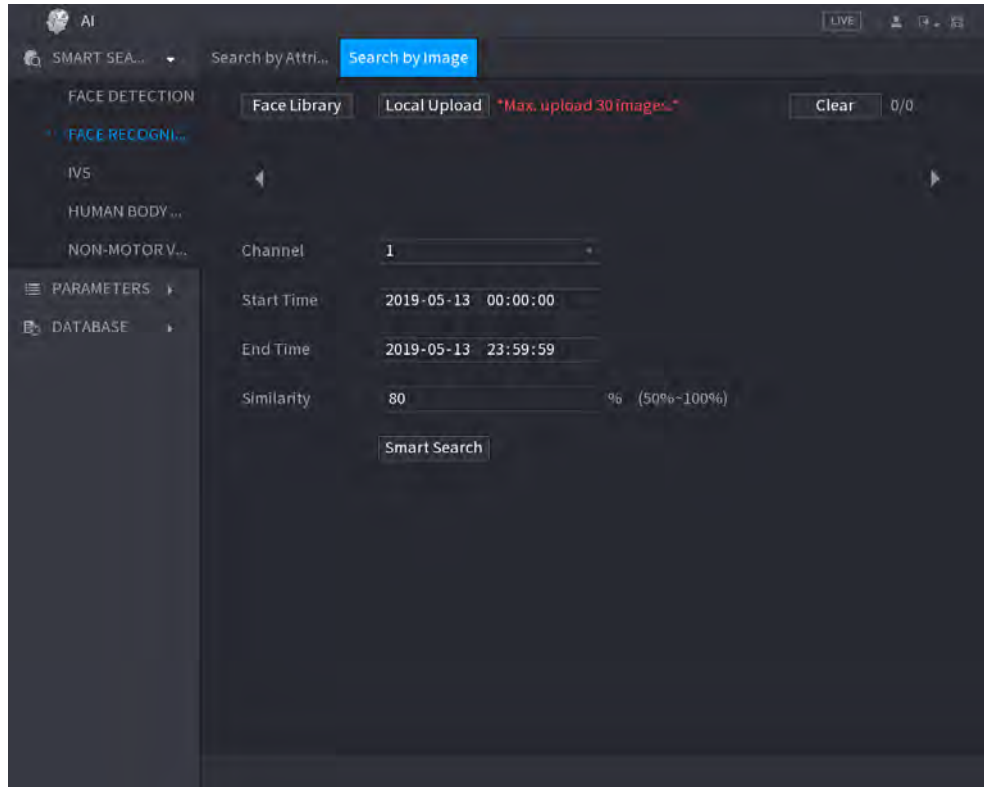 AI LIVE
SMART SEA... Search by Attri... Search by Image
FACE DETECTION Face Library Local Upload *Max. upload 30 images.* Clear 0/0
FACE RECOGNI...
IVS
HUMAN BODY ...
NON-MOTOR V... Channel 1
PARAMETERS Start Time 2019-05-13 00:00:00
DATABASE
End Time 2019-05-13 23:59:59
Similarity 80 % (50%~100%)
Smart Search